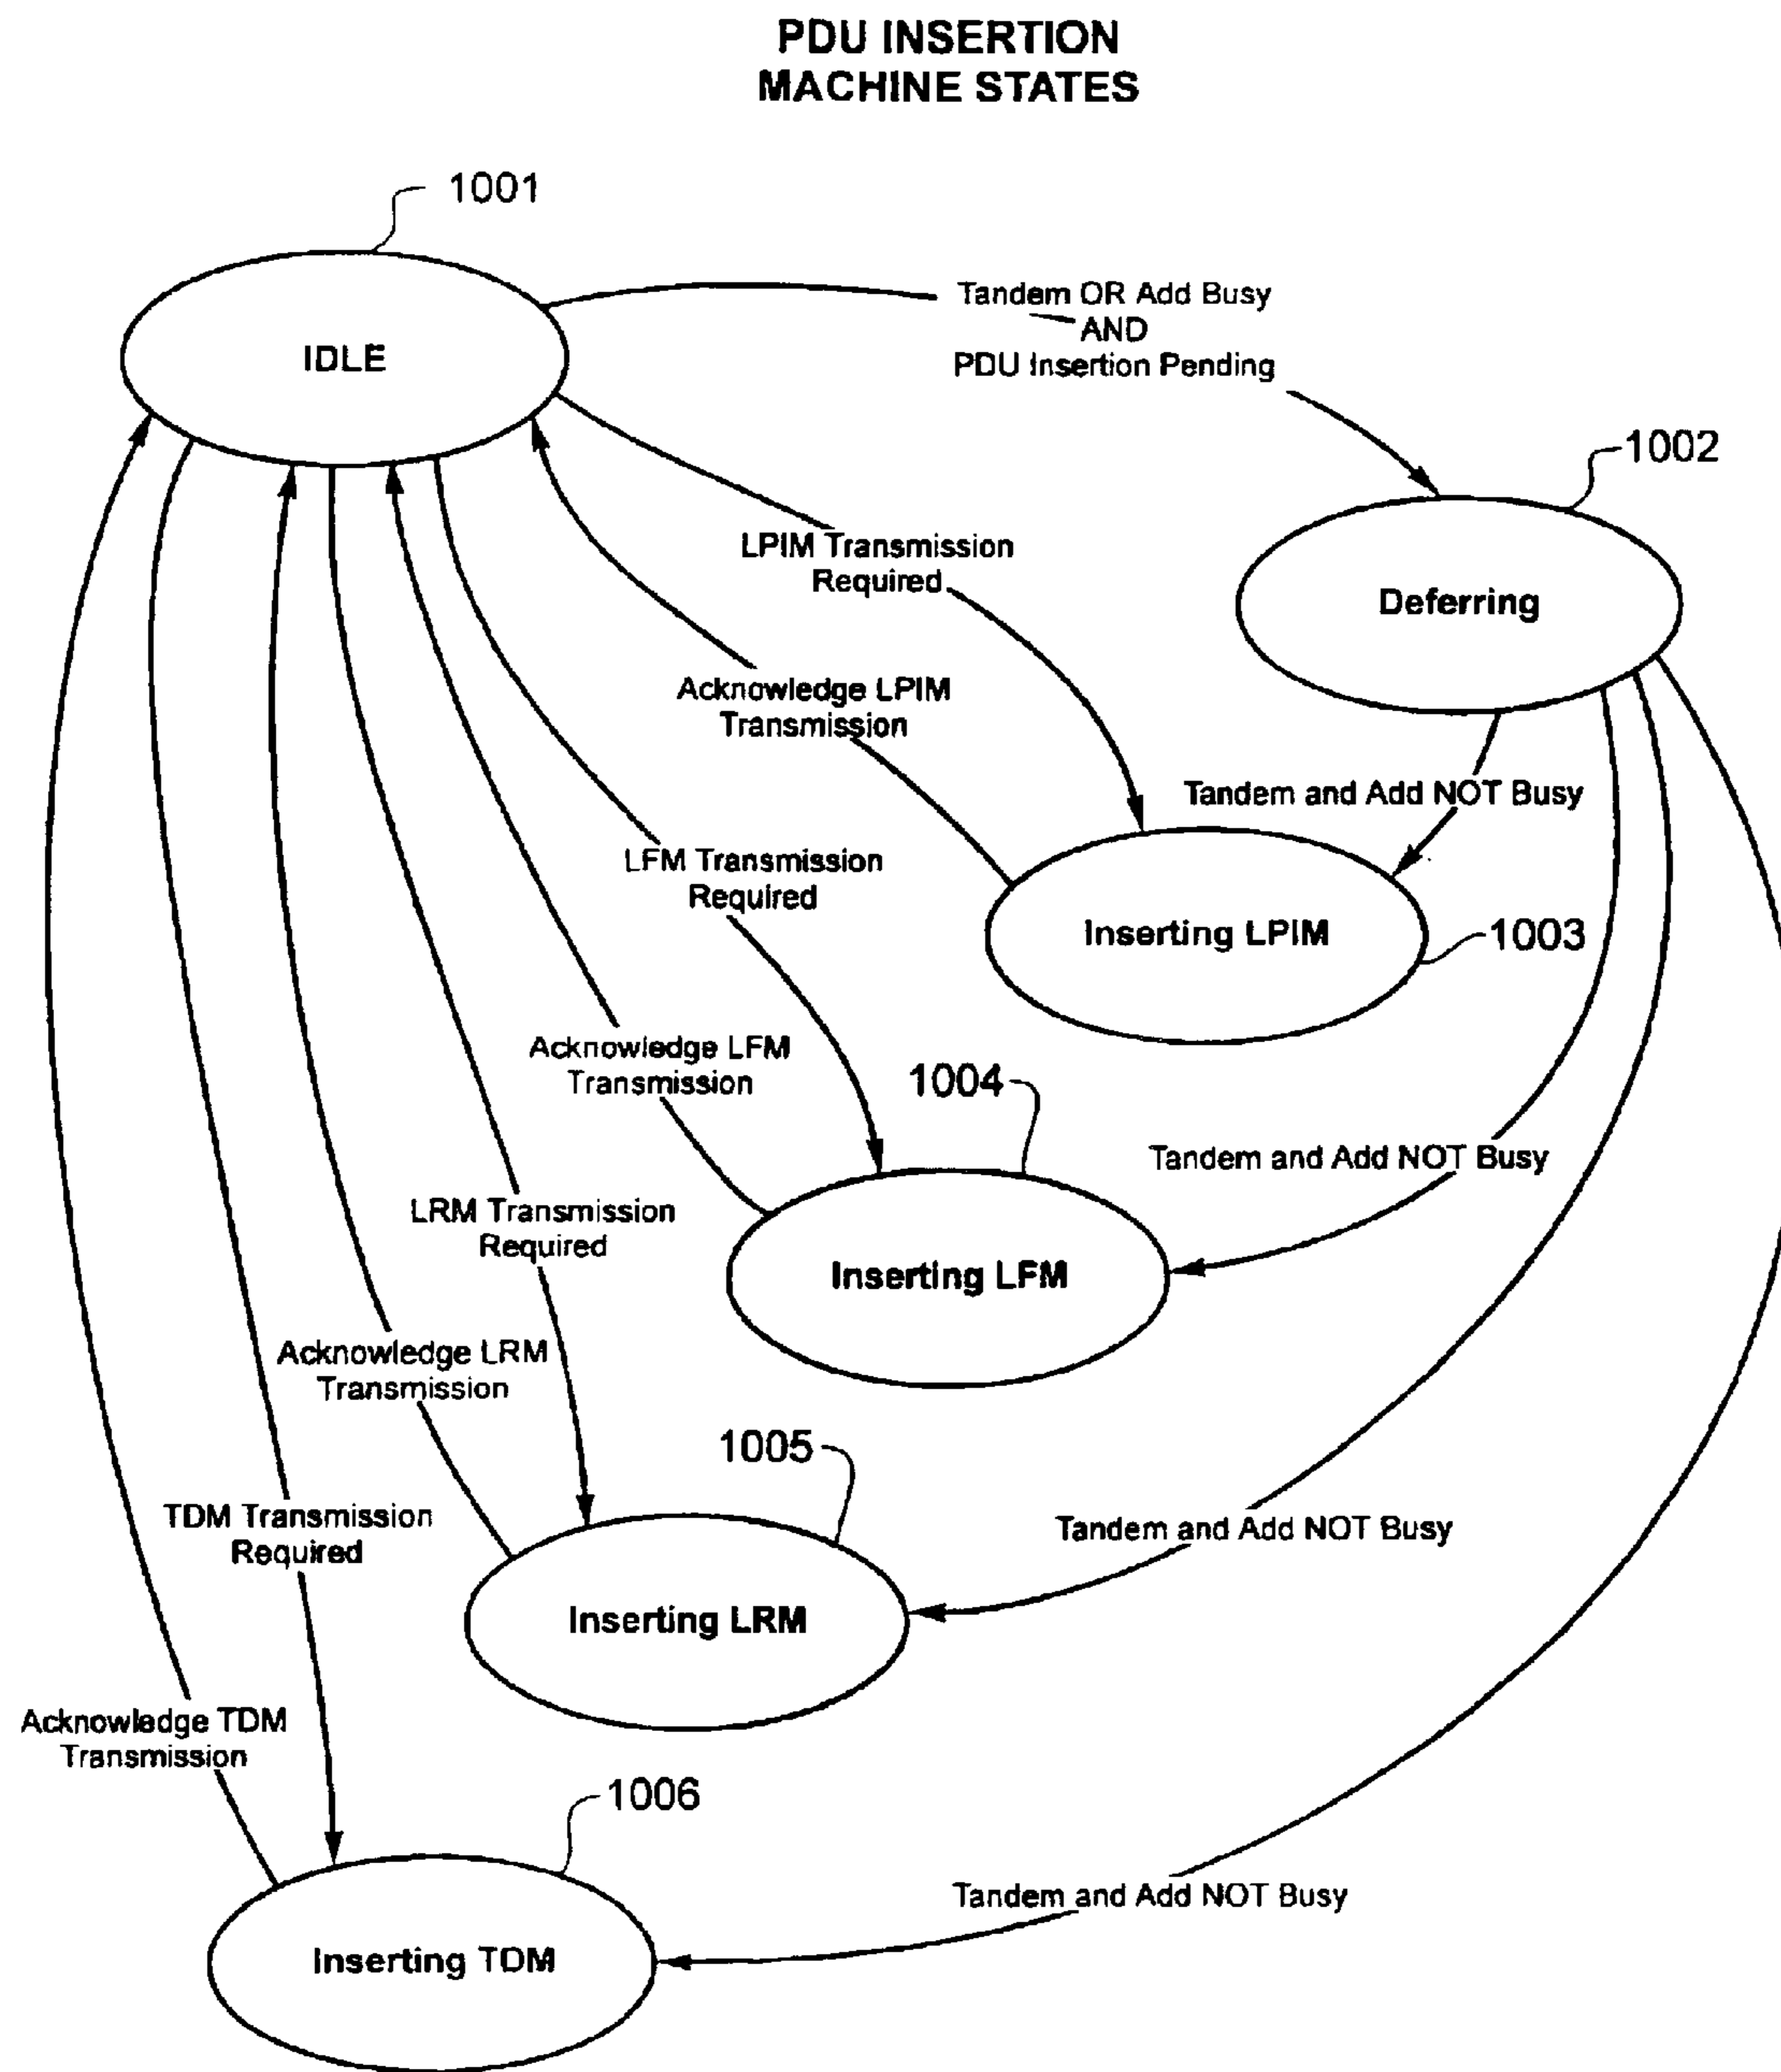 PDU INSERTION
MACHINE STATES
1001
IDLE
Tandem OR Add Busy
AND
PDU Insertion Pending
1002
Deferring
LPIM Transmission
Required
Acknowledge LPIM
Transmission
Tandem and Add NOT Busy
Inserting LPIM
1003
LFM Transmission
Required
Acknowledge LFM
Transmission
1004
Tandem and Add NOT Busy
Inserting LFM
LRM Transmission
Required
Acknowledge LRM
Transmission
1005
Tandem and Add NOT Busy
Inserting LRM
TDM Transmission
Required
Acknowledge TDM
Transmission
1006
Tandem and Add NOT Busy
Inserting TDM